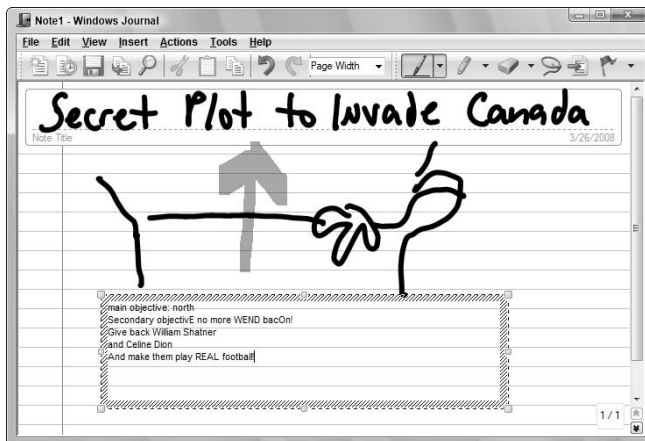 Note1 - Windows Journal
File Edit View Insert Actions Tools Help
Page Width
Secret Plot to Invade Canada
Note Title
3/26/2008
main objective: north
Secondary objectivE no more WEND bacOn!
Give back William Shatner
and Celine Dion
And make them play REAL football
1 / 1